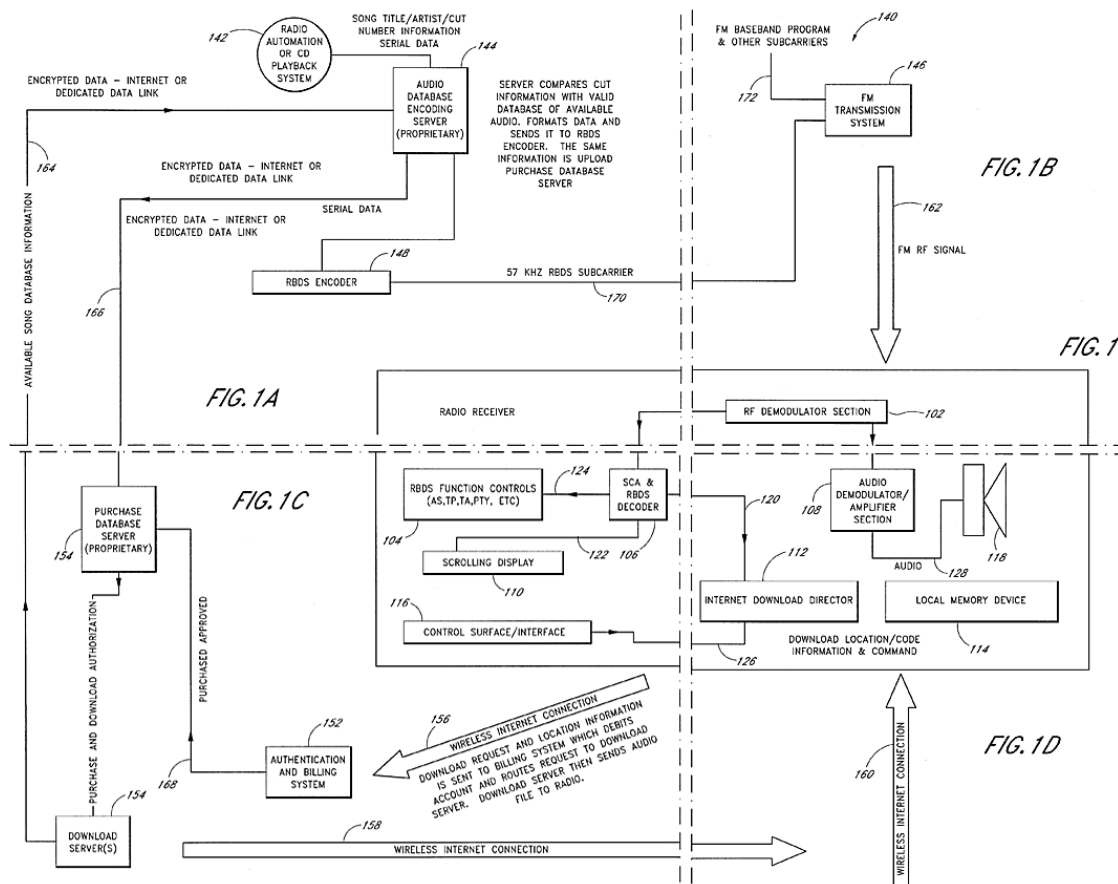 142
RADIO
AUTOMATION
OR CD
PLAYBACK
SYSTEM
SONG TITLE/ARTIST/CUT
NUMBER INFORMATION
SERIAL DATA
144
ENCRYPTED DATA – INTERNET OR
DEDICATED DATA LINK
AUDIO
DATABASE
ENCODING
SERVER
(PROPRIETARY)
SERVER COMPARES CUT
INFORMATION WITH VALID
DATABASE OF AVAILABLE
AUDIO. FORMATS DATA AND
SENDS IT TO RBDS
ENCODER. THE SAME
INFORMATION IS UPLOAD
PURCHASE DATABASE
SERVER
164
ENCRYPTED DATA – INTERNET OR
DEDICATED DATA LINK
SERIAL DATA
ENCRYPTED DATA – INTERNET OR
DEDICATED DATA LINK
AVAILABLE SONG DATABASE INFORMATION
166
148
RBDS ENCODER
57 KHZ RBDS SUBCARRIER
170
FIG.1A
FM BASEBAND PROGRAM
& OTHER SUBCARRIERS
140
172
146
FM
TRANSMISSION
SYSTEM
FIG.1B
162
FM RF SIGNAL
FIG.1
RADIO RECEIVER
RF DEMODULATOR SECTION
102
PURCHASE
DATABASE
SERVER
(PROPRIETARY)
154
FIG.1C
RBDS FUNCTION CONTROLS
(AS,TP,TA,PTY, ETC)
104
124
SCA &
RBDS
DECODER
106
122
SCROLLING DISPLAY
110
116
CONTROL SURFACE/INTERFACE
120
112
INTERNET DOWNLOAD DIRECTOR
126
108
AUDIO
DEMODULATOR/
AMPLIFIER
SECTION
AUDIO
128
118
LOCAL MEMORY DEVICE
114
DOWNLOAD LOCATION/CODE
INFORMATION & COMMAND
PURCHASE AND DOWNLOAD AUTHORIZATION
PURCHASED APPROVED
168
152
AUTHENTICATION
AND BILLING
SYSTEM
156
WIRELESS INTERNET CONNECTION
DOWNLOAD REQUEST AND LOCATION INFORMATION
IS SENT TO BILLING SYSTEM WHICH DEBITS
ACCOUNT AND ROUTES REQUEST TO DOWNLOAD
SERVER. DOWNLOAD SERVER THEN SENDS AUDIO
FILE TO RADIO.
154
DOWNLOAD
SERVER(S)
158
WIRELESS INTERNET CONNECTION
FIG.1D
160
WIRELESS INTERNET CONNECTION